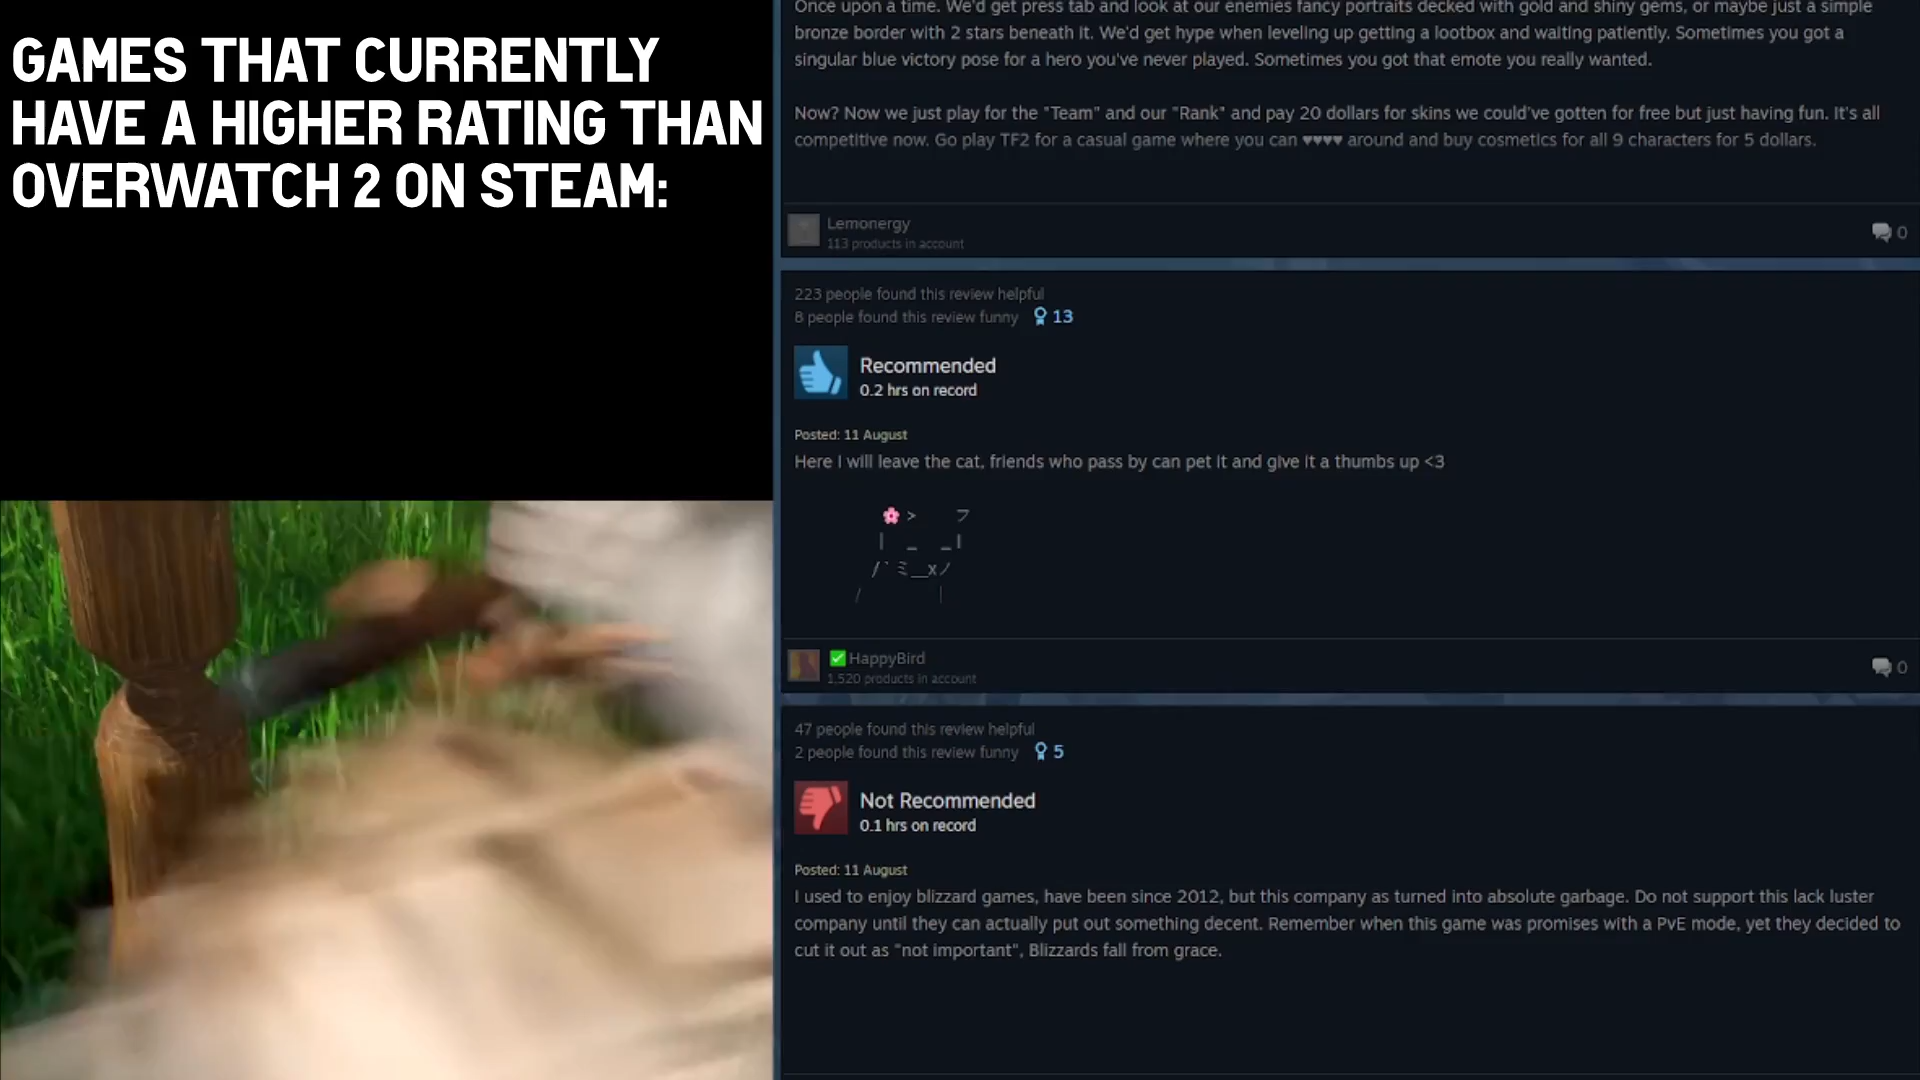 GAMES THAT CURRENTLY
HAVE A HIGHER RATING THAN
OVERWATCH 2 ON STEAM:
Once upon a time. We'd get press tab and look at our enemies fancy portraits decked with gold and shiny gems, or maybe just a simple
bronze border with 2 stars beneath it. We'd get hype when leveling up getting a lootbox and waiting patiently. Sometimes you got a
singular blue victory pose for a hero you've never played. Sometimes you got that emote you really wanted.
Now? Now we just play for the "Team" and our "Rank" and pay 20 dollars for skins we could've gotten for free but just having fun. It's all
competitive now. Go play TF2 for a casual game where you can ♥♥♥♥ around and buy cosmetics for all 9 characters for 5 dollars.
Lemonergy
113 products in account
0
223 people found this review helpful
8 people found this review funny 13
Recommended
0.2 hrs on record
Posted: 11 August
Here I will leave the cat, friends who pass by can pet it and give it a thumbs up <3
🌸 > フ
| _ _ |
/` ミ__xノ
/ |
✅ HappyBird
1,520 products in account
0
47 people found this review helpful
2 people found this review funny 5
Not Recommended
0.1 hrs on record
Posted: 11 August
I used to enjoy blizzard games, have been since 2012, but this company as turned into absolute garbage. Do not support this lack luster
company until they can actually put out something decent. Remember when this game was promises with a PvE mode, yet they decided to
cut it out as "not important", Blizzards fall from grace.